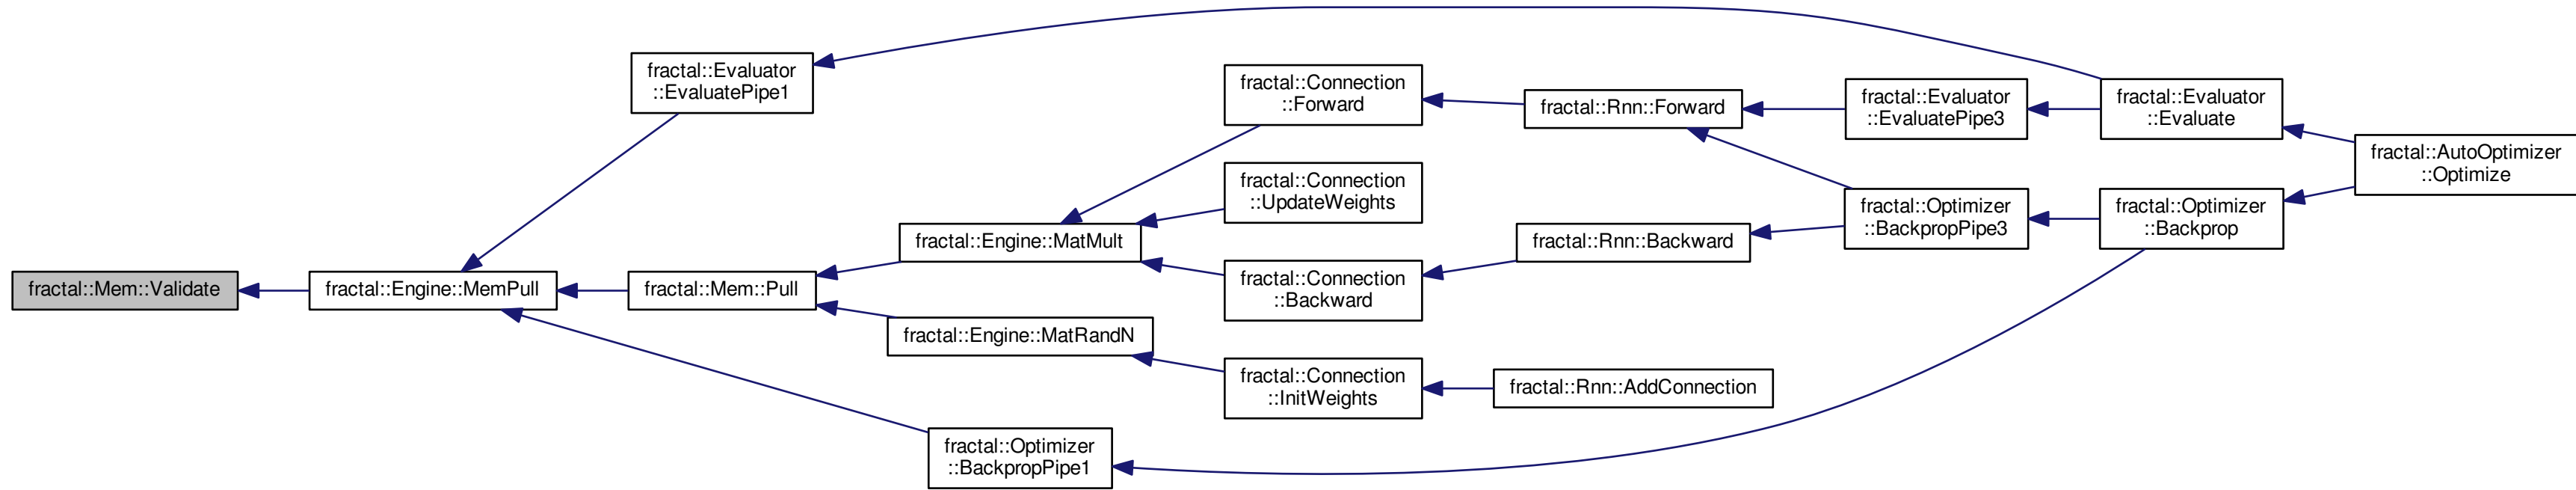 fractal::Mem::Validate
fractal::Engine::MemPull
fractal::Evaluator
::EvaluatePipe1
fractal::Mem::Pull
fractal::Optimizer
::BackpropPipe1
fractal::Engine::MatMult
fractal::Engine::MatRandN
fractal::Connection
::Forward
fractal::Connection
::UpdateWeights
fractal::Connection
::Backward
fractal::Connection
::InitWeights
fractal::Rnn::Forward
fractal::Rnn::Backward
fractal::Rnn::AddConnection
fractal::Evaluator
::EvaluatePipe3
fractal::Optimizer
::BackpropPipe3
fractal::Evaluator
::Evaluate
fractal::Optimizer
::Backprop
fractal::AutoOptimizer
::Optimize